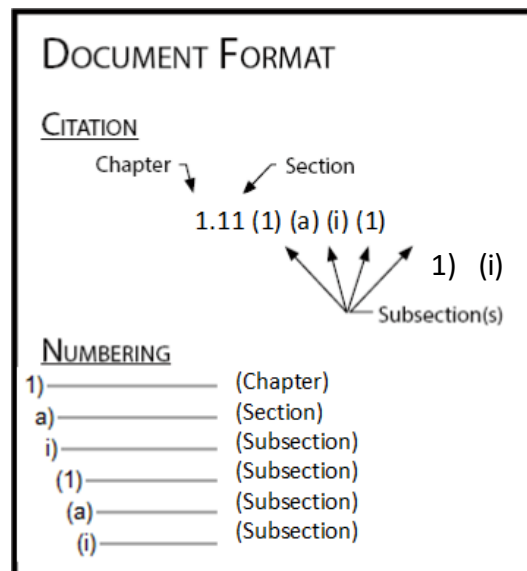 DOCUMENT FORMAT
CITATION
Chapter Section
1.11 (1) (a) (i) (1)
1) (i)
Subsection(s)
NUMBERING
1) (Chapter)
a) (Section)
i) (Subsection)
(1) (Subsection)
(a) (Subsection)
(i) (Subsection)